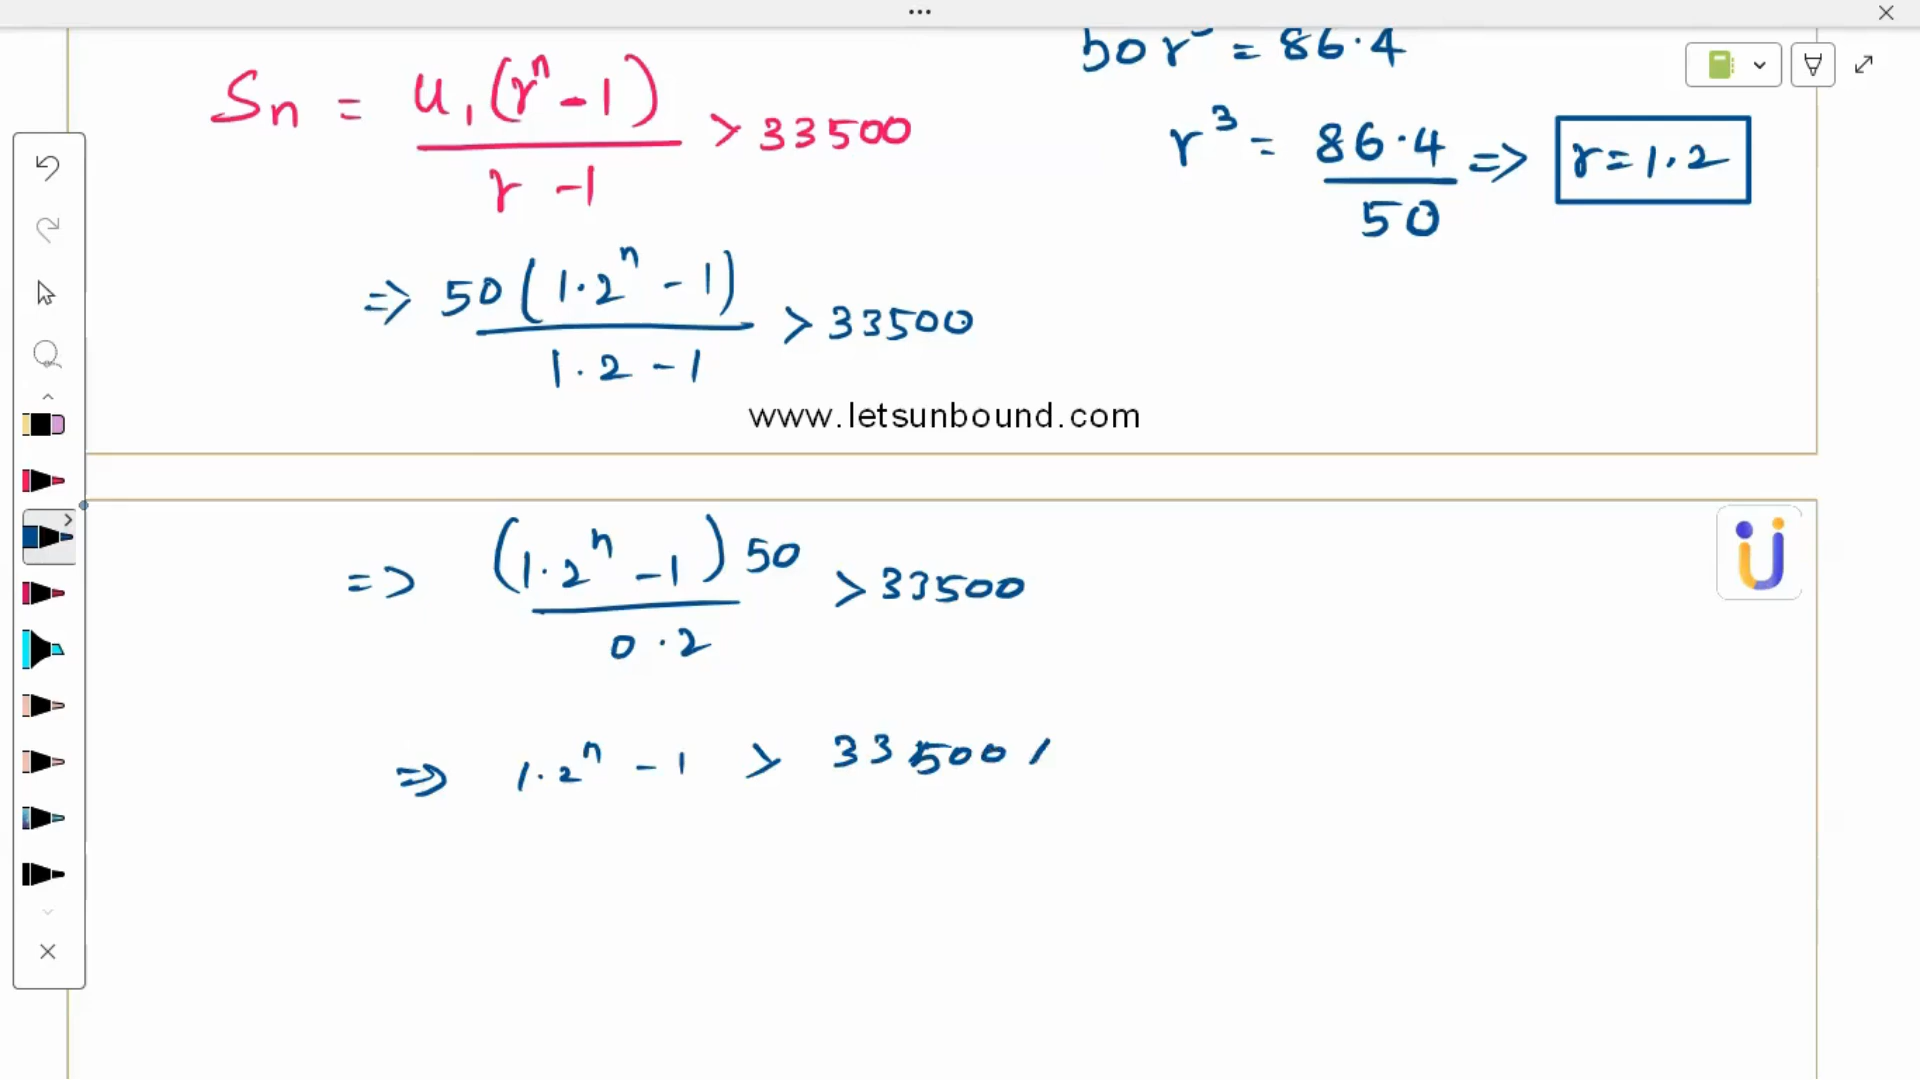 50 r = 86.4
Sn = u₁(rⁿ - 1) / r - 1 > 33500
r³ = 86.4 / 50 => r = 1.2
=> 50(1.2ⁿ - 1) / 1.2 - 1 > 33500
www.letsunbound.com
=> (1.2ⁿ - 1) 50 / 0.2 > 33500
=> 1.2ⁿ - 1 > 33500